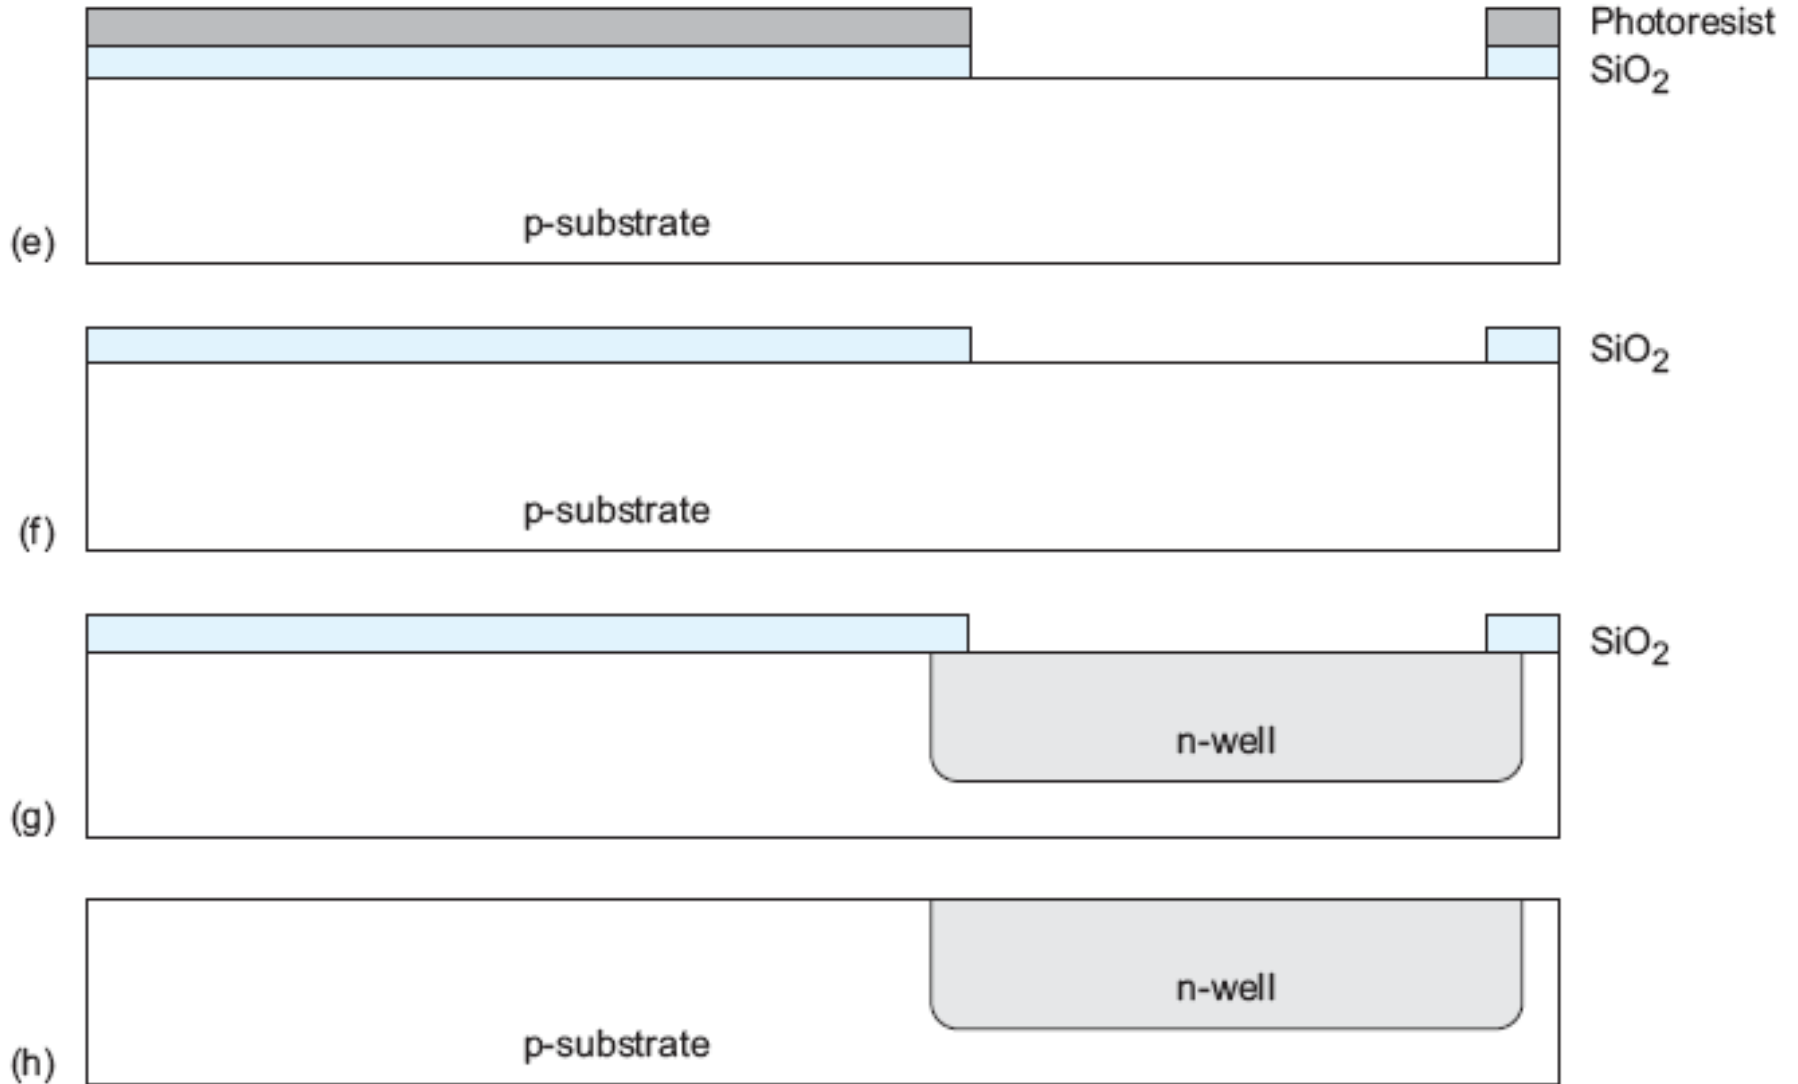 Photoresist
SiO₂
p-substrate
(e)
SiO₂
p-substrate
(f)
SiO₂
n-well
(g)
n-well
p-substrate
(h)